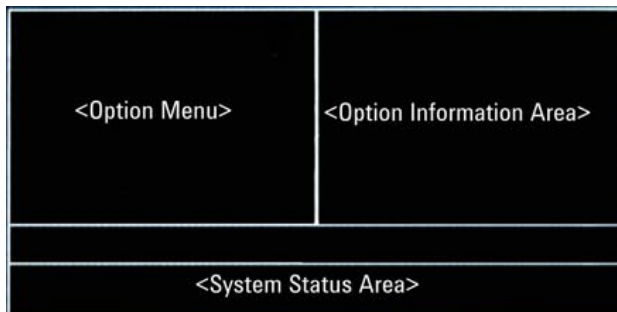 <Option Menu>
<Option Information Area>
<System Status Area>